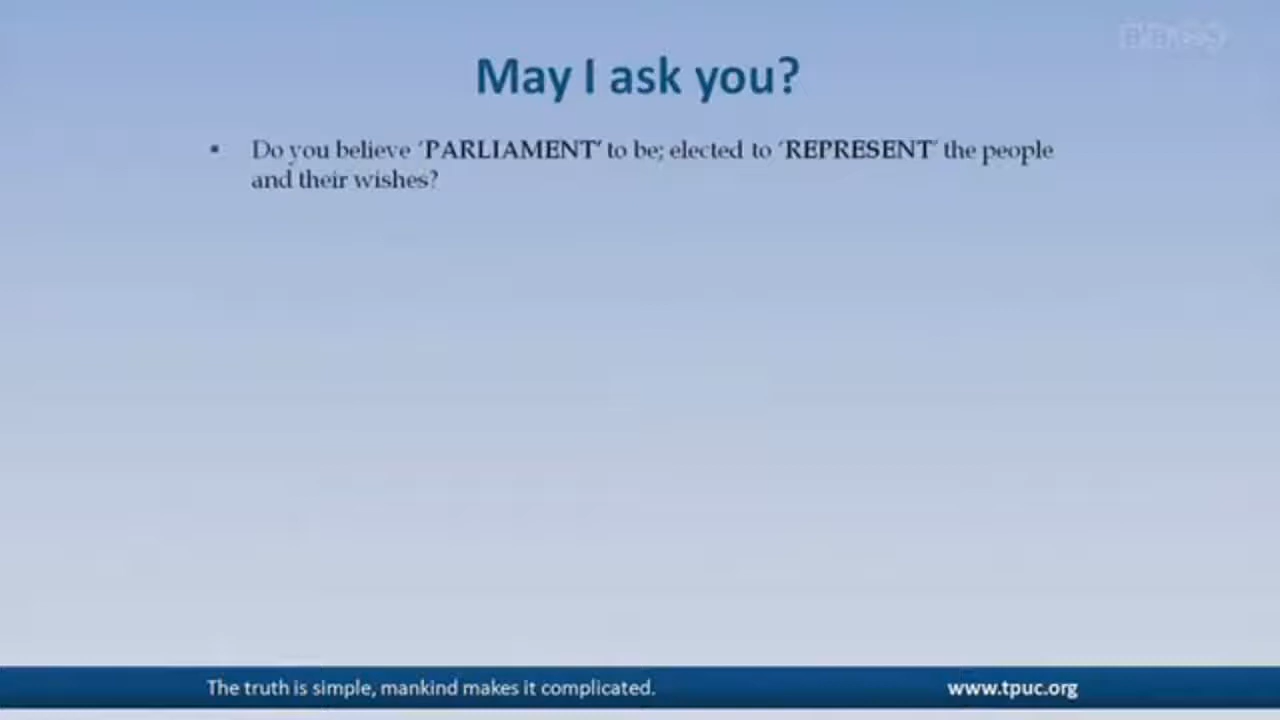 May I ask you?
▪ Do you believe ‘PARLIAMENT’ to be; elected to ‘REPRESENT’ the people
and their wishes?
The truth is simple, mankind makes it complicated.
www.tpuc.org